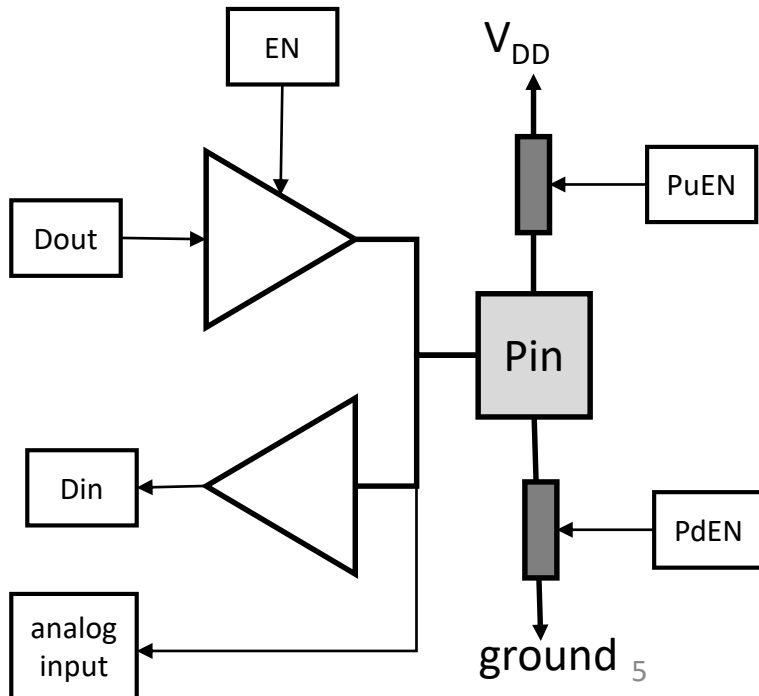 EN
V_DD
PuEN
Dout
Pin
Din
PdEN
analog
input
ground
5